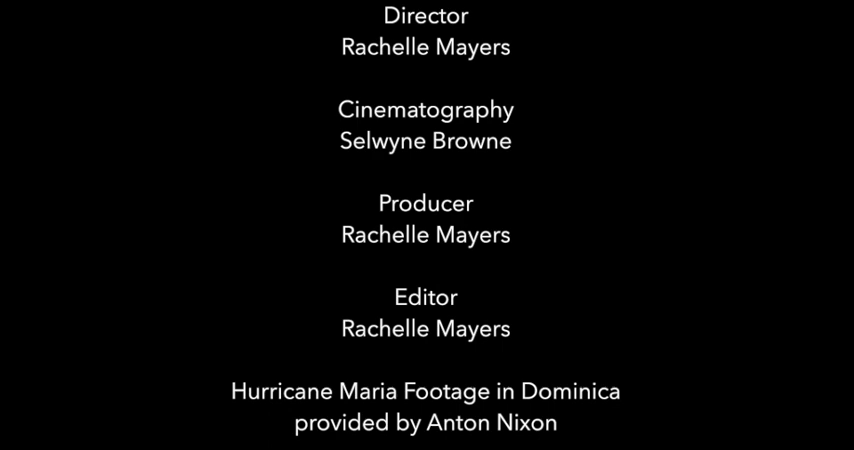 Director
Rachelle Mayers
Cinematography
Selwyne Browne
Producer
Rachelle Mayers
Editor
Rachelle Mayers
Hurricane Maria Footage in Dominica
provided by Anton Nixon